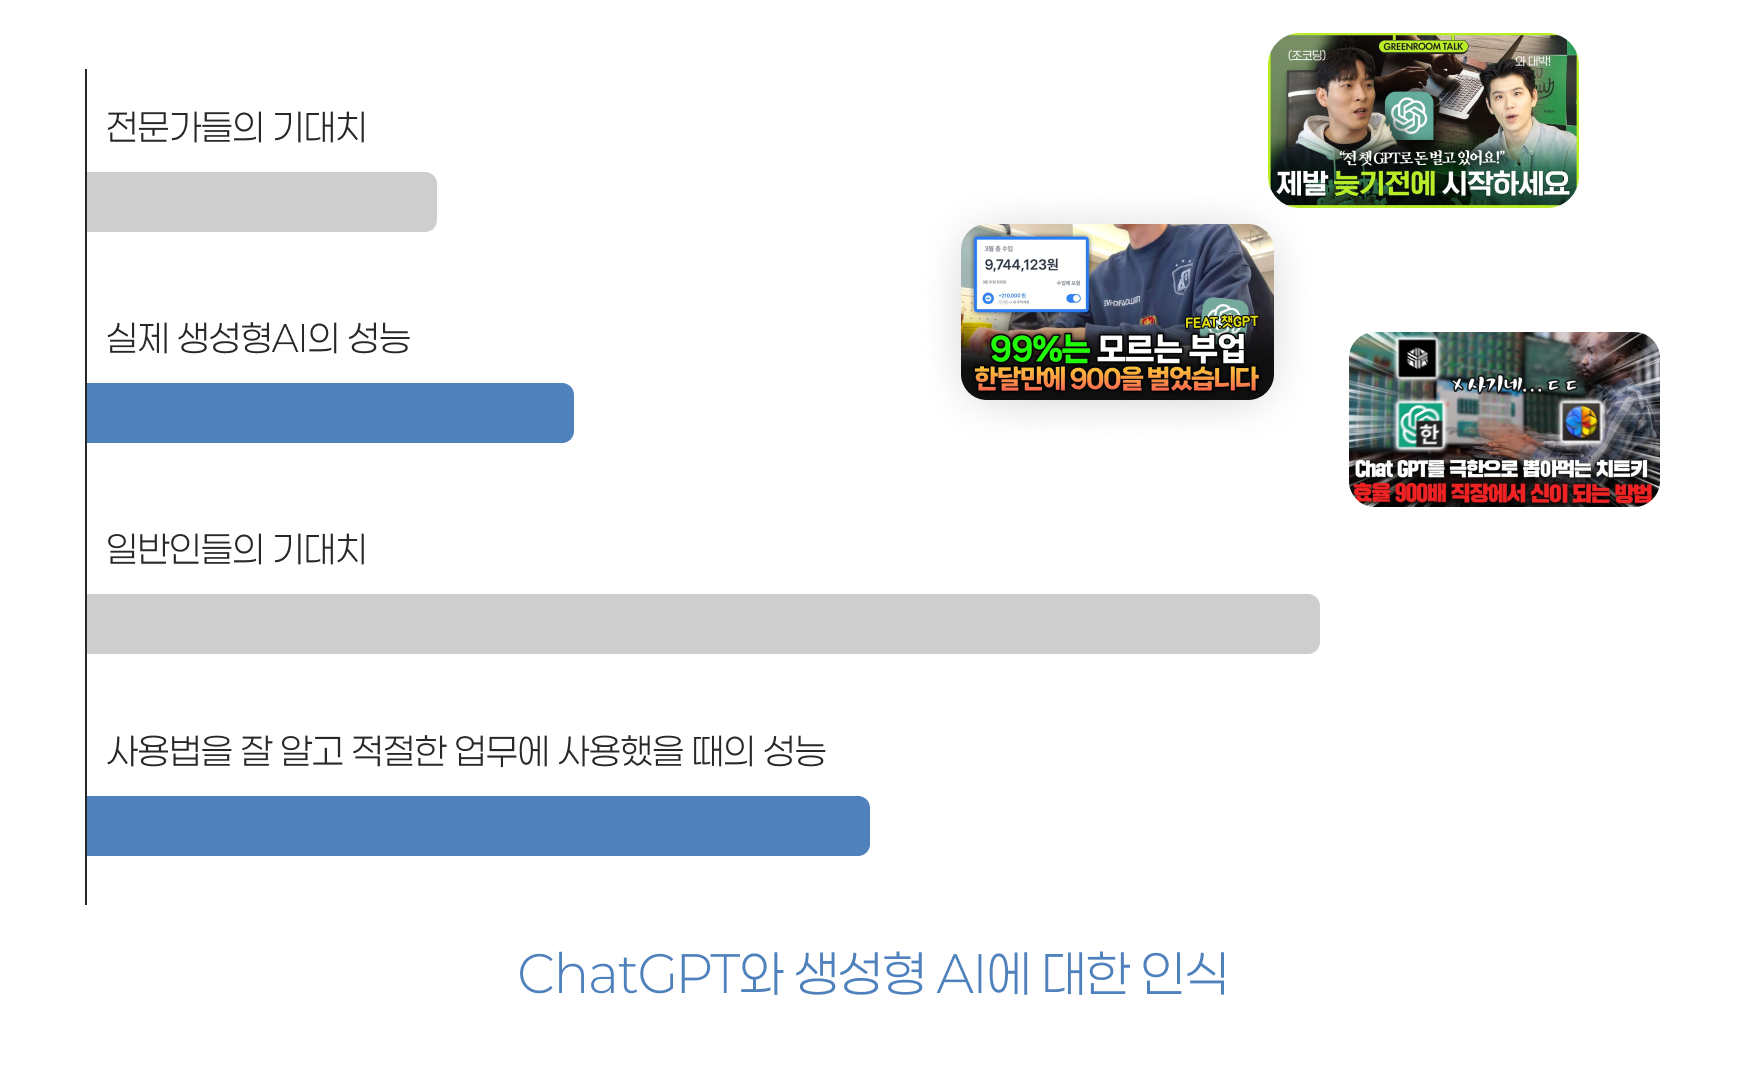 전문가들의 기대치
실제 생성형AI의 성능
일반인들의 기대치
사용법을 잘 알고 적절한 업무에 사용했을 때의 성능
GREENROOM TALK
(조코딩)
와 대박!
“전 챗GPT로 돈 벌고 있어요!”
제발 늦기전에 시작하세요
3월 총 수입
9,744,123원
수입에 포함
+210,000 원
FEAT.챗GPT
99%는 모르는 부업
한달만에 900을 벌었습니다
X 사기네... ㄷㄷ
한
Chat GPT를 극한으로 뽑아먹는 치트키
효율 900배 직장에서 신이 되는 방법
ChatGPT와 생성형 AI에 대한 인식